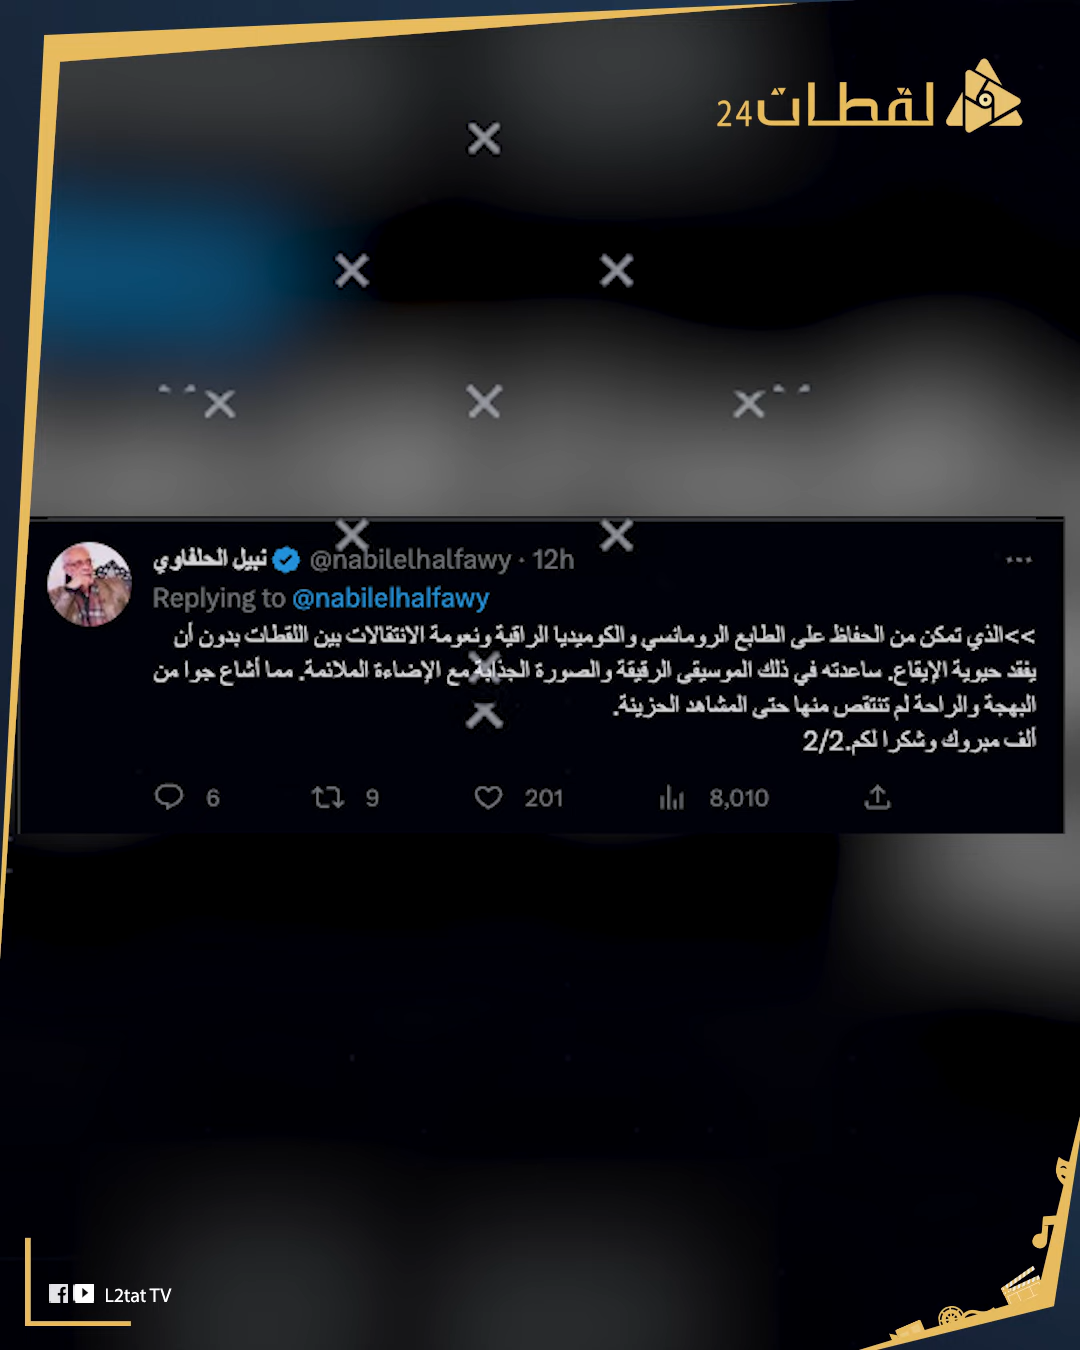 لقطات 24
نبيل الحلفاوي @nabilelhalfawy · 12h
Replying to @nabilelhalfawy
>>الذي تمكن من الحفاظ على الطابع الرومانسي والكوميديا الراقية ونعومة الانتقالات بين اللقطات بدون أن
يفقد حيوية الإيقاع. ساعدته في ذلك الموسيقى الرقيقة والصورة الجذابة مع الإضاءة الملائمة. مما أشاع جوا من
البهجة والراحة لم تنتقص منها حتى المشاهد الحزينة.
ألف مبروك وشكرا لكم.2/2
6 9 201 8,010
L2tat TV